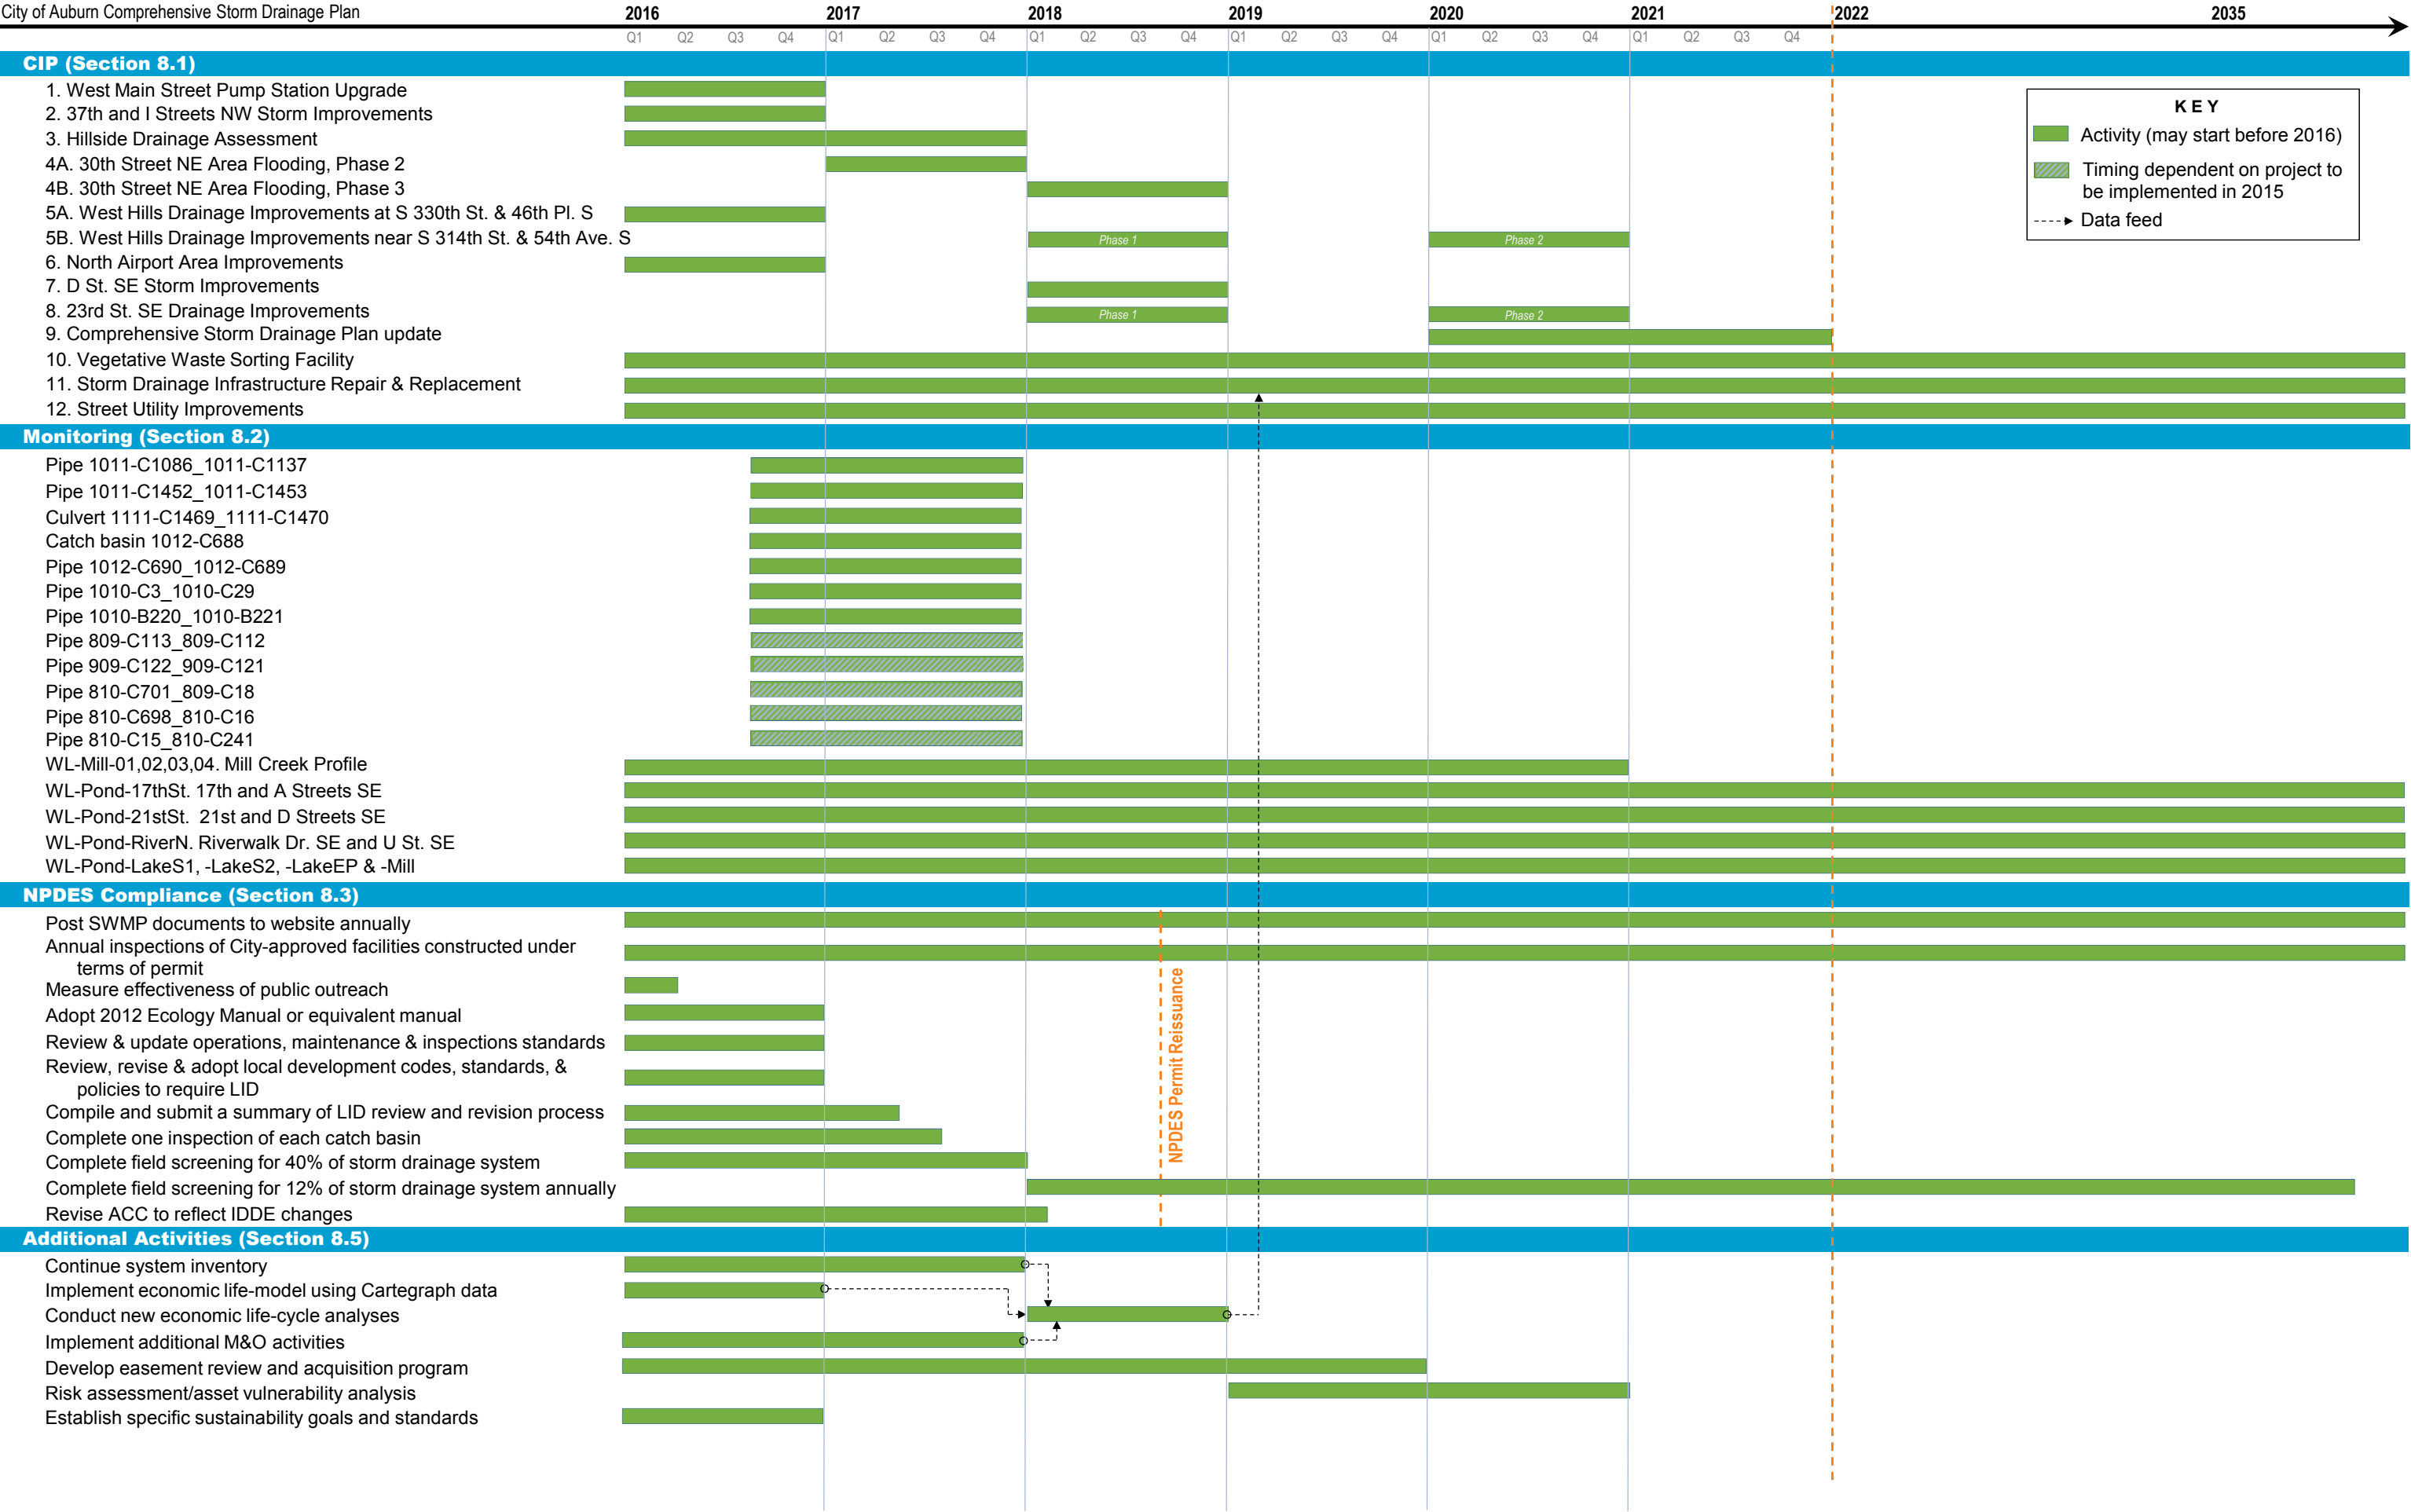 City of Auburn Comprehensive Storm Drainage Plan
2016 2017 2018 2019 2020 2021 2022 2035
Q1 Q2 Q3 Q4 Q1 Q2 Q3 Q4 Q1 Q2 Q3 Q4 Q1 Q2 Q3 Q4 Q1 Q2 Q3 Q4 Q1 Q2 Q3 Q4
CIP (Section 8.1)
1. West Main Street Pump Station Upgrade
2. 37th and I Streets NW Storm Improvements
3. Hillside Drainage Assessment
4A. 30th Street NE Area Flooding, Phase 2
4B. 30th Street NE Area Flooding, Phase 3
5A. West Hills Drainage Improvements at S 330th St. & 46th Pl. S
5B. West Hills Drainage Improvements near S 314th St. & 54th Ave. S
Phase 1 Phase 2
6. North Airport Area Improvements
7. D St. SE Storm Improvements
8. 23rd St. SE Drainage Improvements
Phase 1 Phase 2
9. Comprehensive Storm Drainage Plan update
10. Vegetative Waste Sorting Facility
11. Storm Drainage Infrastructure Repair & Replacement
12. Street Utility Improvements
KEY
Activity (may start before 2016)
Timing dependent on project to
be implemented in 2015
Data feed
Monitoring (Section 8.2)
Pipe 1011-C1086_1011-C1137
Pipe 1011-C1452_1011-C1453
Culvert 1111-C1469_1111-C1470
Catch basin 1012-C688
Pipe 1012-C690_1012-C689
Pipe 1010-C3_1010-C29
Pipe 1010-B220_1010-B221
Pipe 809-C113_809-C112
Pipe 909-C122_909-C121
Pipe 810-C701_809-C18
Pipe 810-C698_810-C16
Pipe 810-C15_810-C241
WL-Mill-01,02,03,04. Mill Creek Profile
WL-Pond-17thSt. 17th and A Streets SE
WL-Pond-21stSt. 21st and D Streets SE
WL-Pond-RiverN. Riverwalk Dr. SE and U St. SE
WL-Pond-LakeS1, -LakeS2, -LakeEP & -Mill
NPDES Compliance (Section 8.3)
Post SWMP documents to website annually
Annual inspections of City-approved facilities constructed under
terms of permit
Measure effectiveness of public outreach
Adopt 2012 Ecology Manual or equivalent manual
Review & update operations, maintenance & inspections standards
Review, revise & adopt local development codes, standards, &
policies to require LID
Compile and submit a summary of LID review and revision process
Complete one inspection of each catch basin
Complete field screening for 40% of storm drainage system
Complete field screening for 12% of storm drainage system annually
Revise ACC to reflect IDDE changes
NPDES Permit Reissuance
Additional Activities (Section 8.5)
Continue system inventory
Implement economic life-model using Cartegraph data
Conduct new economic life-cycle analyses
Implement additional M&O activities
Develop easement review and acquisition program
Risk assessment/asset vulnerability analysis
Establish specific sustainability goals and standards